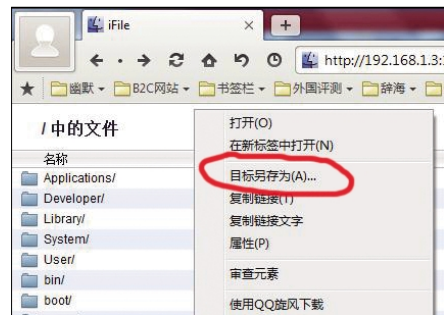 iFile
http://192.168.1.3:
幽默 B2C网站 书签栏 外国评测 辞海
/ 中的文件
名称
Applications/
Developer/
Library/
System/
User/
bin/
boot/
打开(O)
在新标签中打开(N)
目标另存为(A)...
复制链接(T)
复制链接文字
属性(P)
审查元素
使用QQ旋风下载